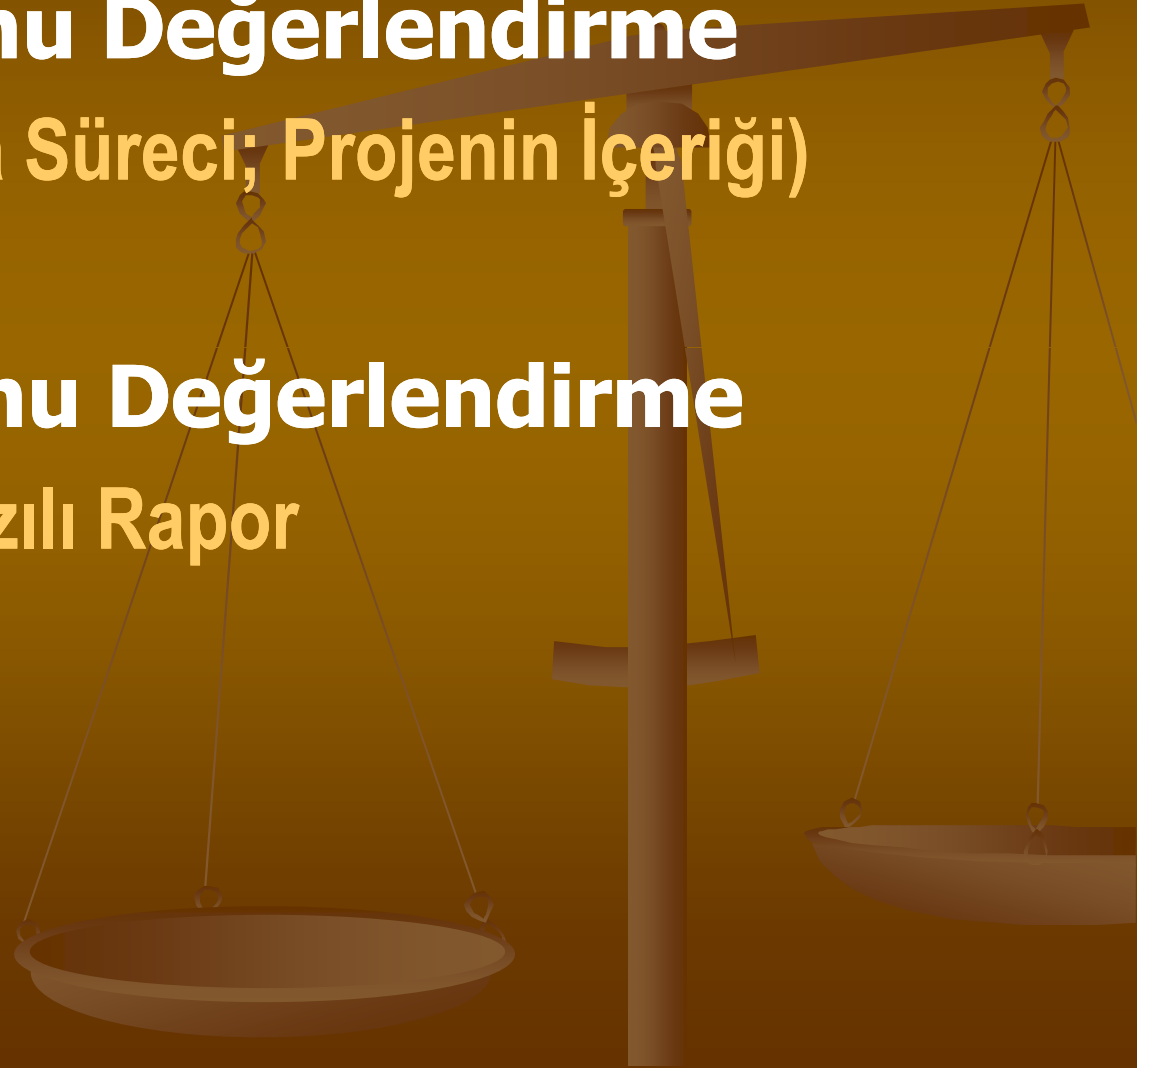 nu Değerlendirme
Süreci; Projenin İçeriği)
nu Değerlendirme
zılı Rapor